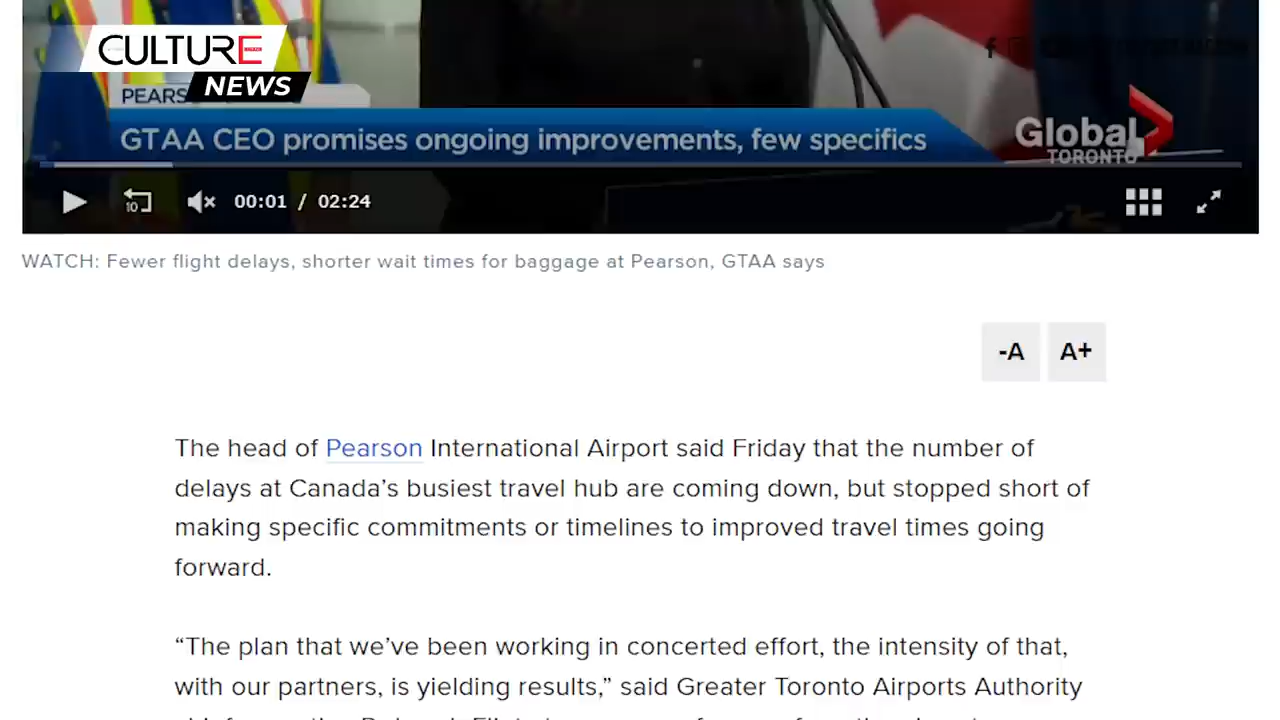 CULTURE
NEWS
PEARS
GTAA CEO promises ongoing improvements, few specifics
Global
TORONTO
10
00:01 / 02:24
WATCH: Fewer flight delays, shorter wait times for baggage at Pearson, GTAA says
-A A+
The head of Pearson International Airport said Friday that the number of
delays at Canada’s busiest travel hub are coming down, but stopped short of
making specific commitments or timelines to improved travel times going
forward.
“The plan that we’ve been working in concerted effort, the intensity of that,
with our partners, is yielding results,” said Greater Toronto Airports Authority